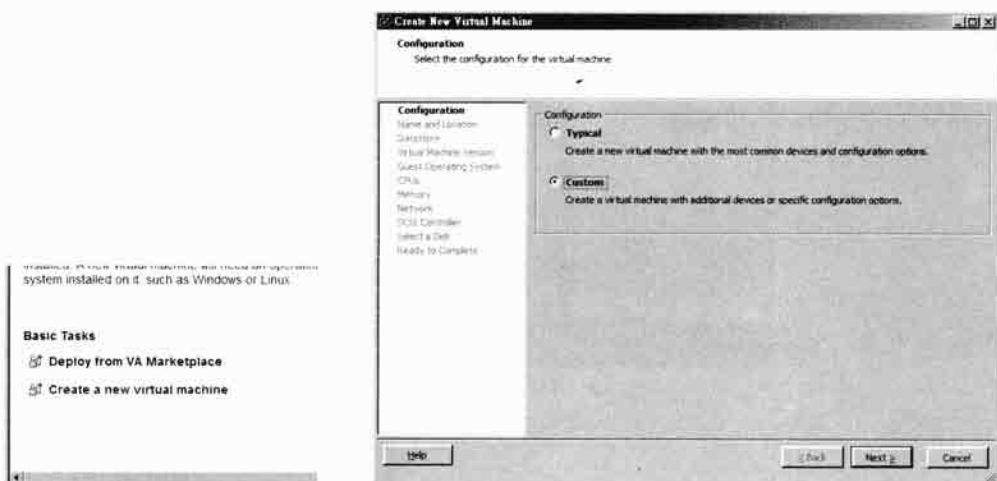 system installed on it, such as Windows or Linux
Basic Tasks
Deploy from VA Marketplace
Create a new virtual machine
Create New Virtual Machine
Configuration
Select the configuration for the virtual machine
Configuration
Name and Location
Datastore
Virtual Machine Version
Guest Operating System
CPUs
Memory
Network
SCSI Controller
Select a Disk
Ready to Complete
Configuration
Typical
Create a new virtual machine with the most common devices and configuration options.
Custom
Create a virtual machine with additional devices or specific configuration options.
Help
< Back
Next >
Cancel